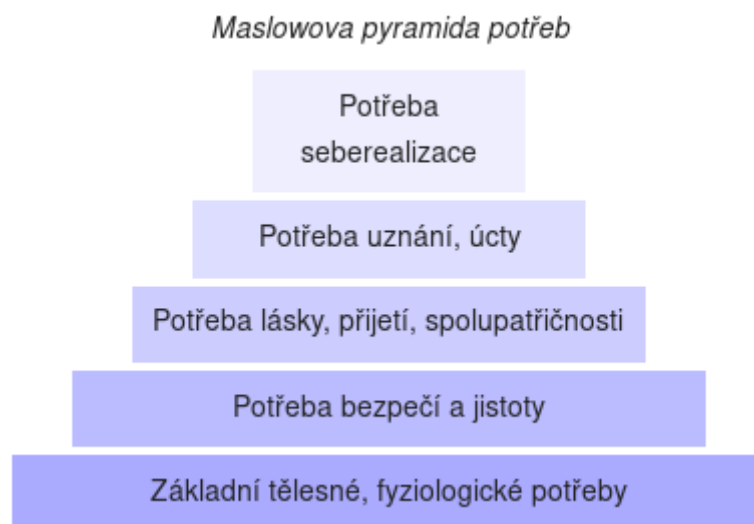 Maslowova pyramida potřeb
Potřeba
seberealizace
Potřeba uznání, úcty
Potřeba lásky, přijetí, spolupatřičnosti
Potřeba bezpečí a jistoty
Základní tělesné, fyziologické potřeby